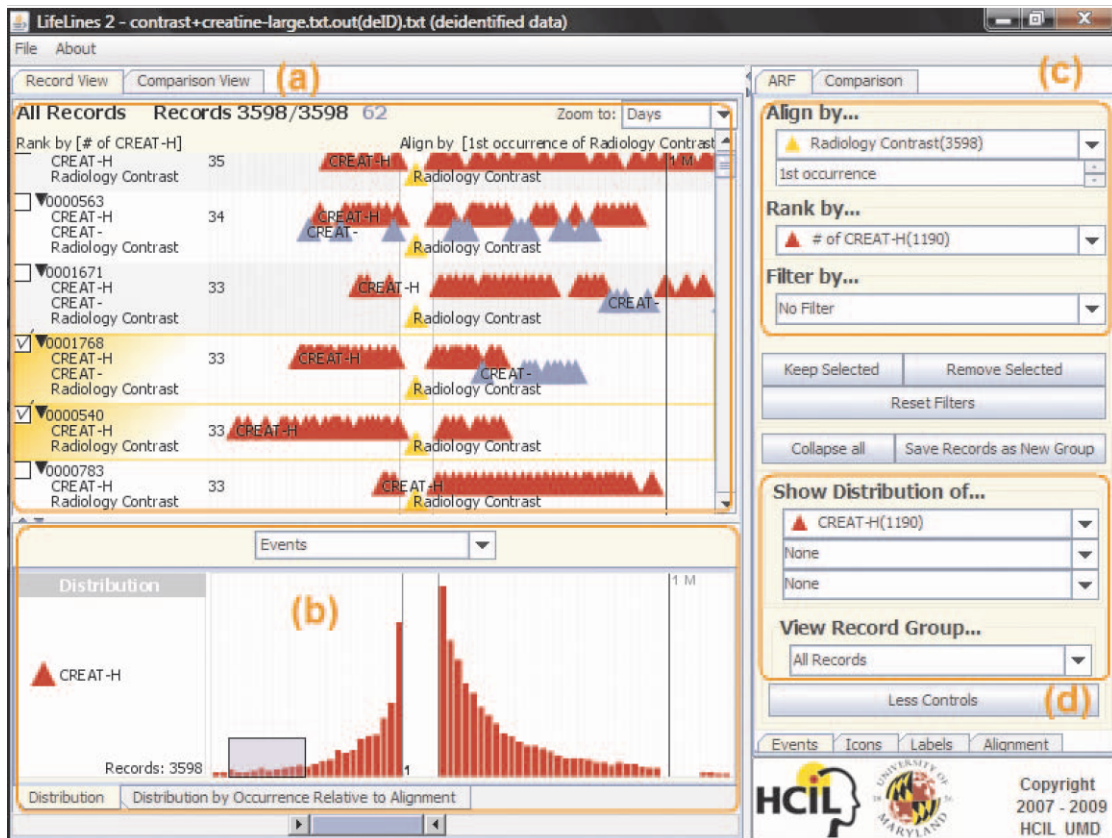 LifeLines 2 - contrast+creatine-large.txt.out(deID).txt (deidentified data)
File About
Record View Comparison View (a)
All Records Records 3598/3598 62 Zoom to: Days
Rank by [# of CREAT-H] Align by [1st occurrence of Radiology Contrast
CREAT-H 35 CREAT-H 1 M
Radiology Contrast Radiology Contrast
0000563
CREAT-H 34 CREAT-H
CREAT- CREAT-
Radiology Contrast Radiology Contrast
0001671
CREAT-H 33 CREAT-H
CREAT- CREAT-
Radiology Contrast Radiology Contrast
0001768
CREAT-H 33 CREAT-H
CREAT- CREAT-
Radiology Contrast Radiology Contrast
0000540
CREAT-H 33 CREAT-H
Radiology Contrast Radiology Contrast
0000783
CREAT-H 33 CREAT-H
Radiology Contrast Radiology Contrast
Events
Distribution
(b)
1 M
CREAT-H
Records: 3598
1
Distribution Distribution by Occurrence Relative to Alignment
ARF Comparison (c)
Align by...
Radiology Contrast(3598)
1st occurrence
Rank by...
# of CREAT-H(1190)
Filter by...
No Filter
Keep Selected Remove Selected
Reset Filters
Collapse all Save Records as New Group
Show Distribution of...
CREAT-H(1190)
None
None
View Record Group...
All Records
Less Controls (d)
Events Icons Labels Alignment
HCIL
UNIVERSITY OF
MARYLAND
18 56
Copyright
2007 - 2009
HCIL UMD